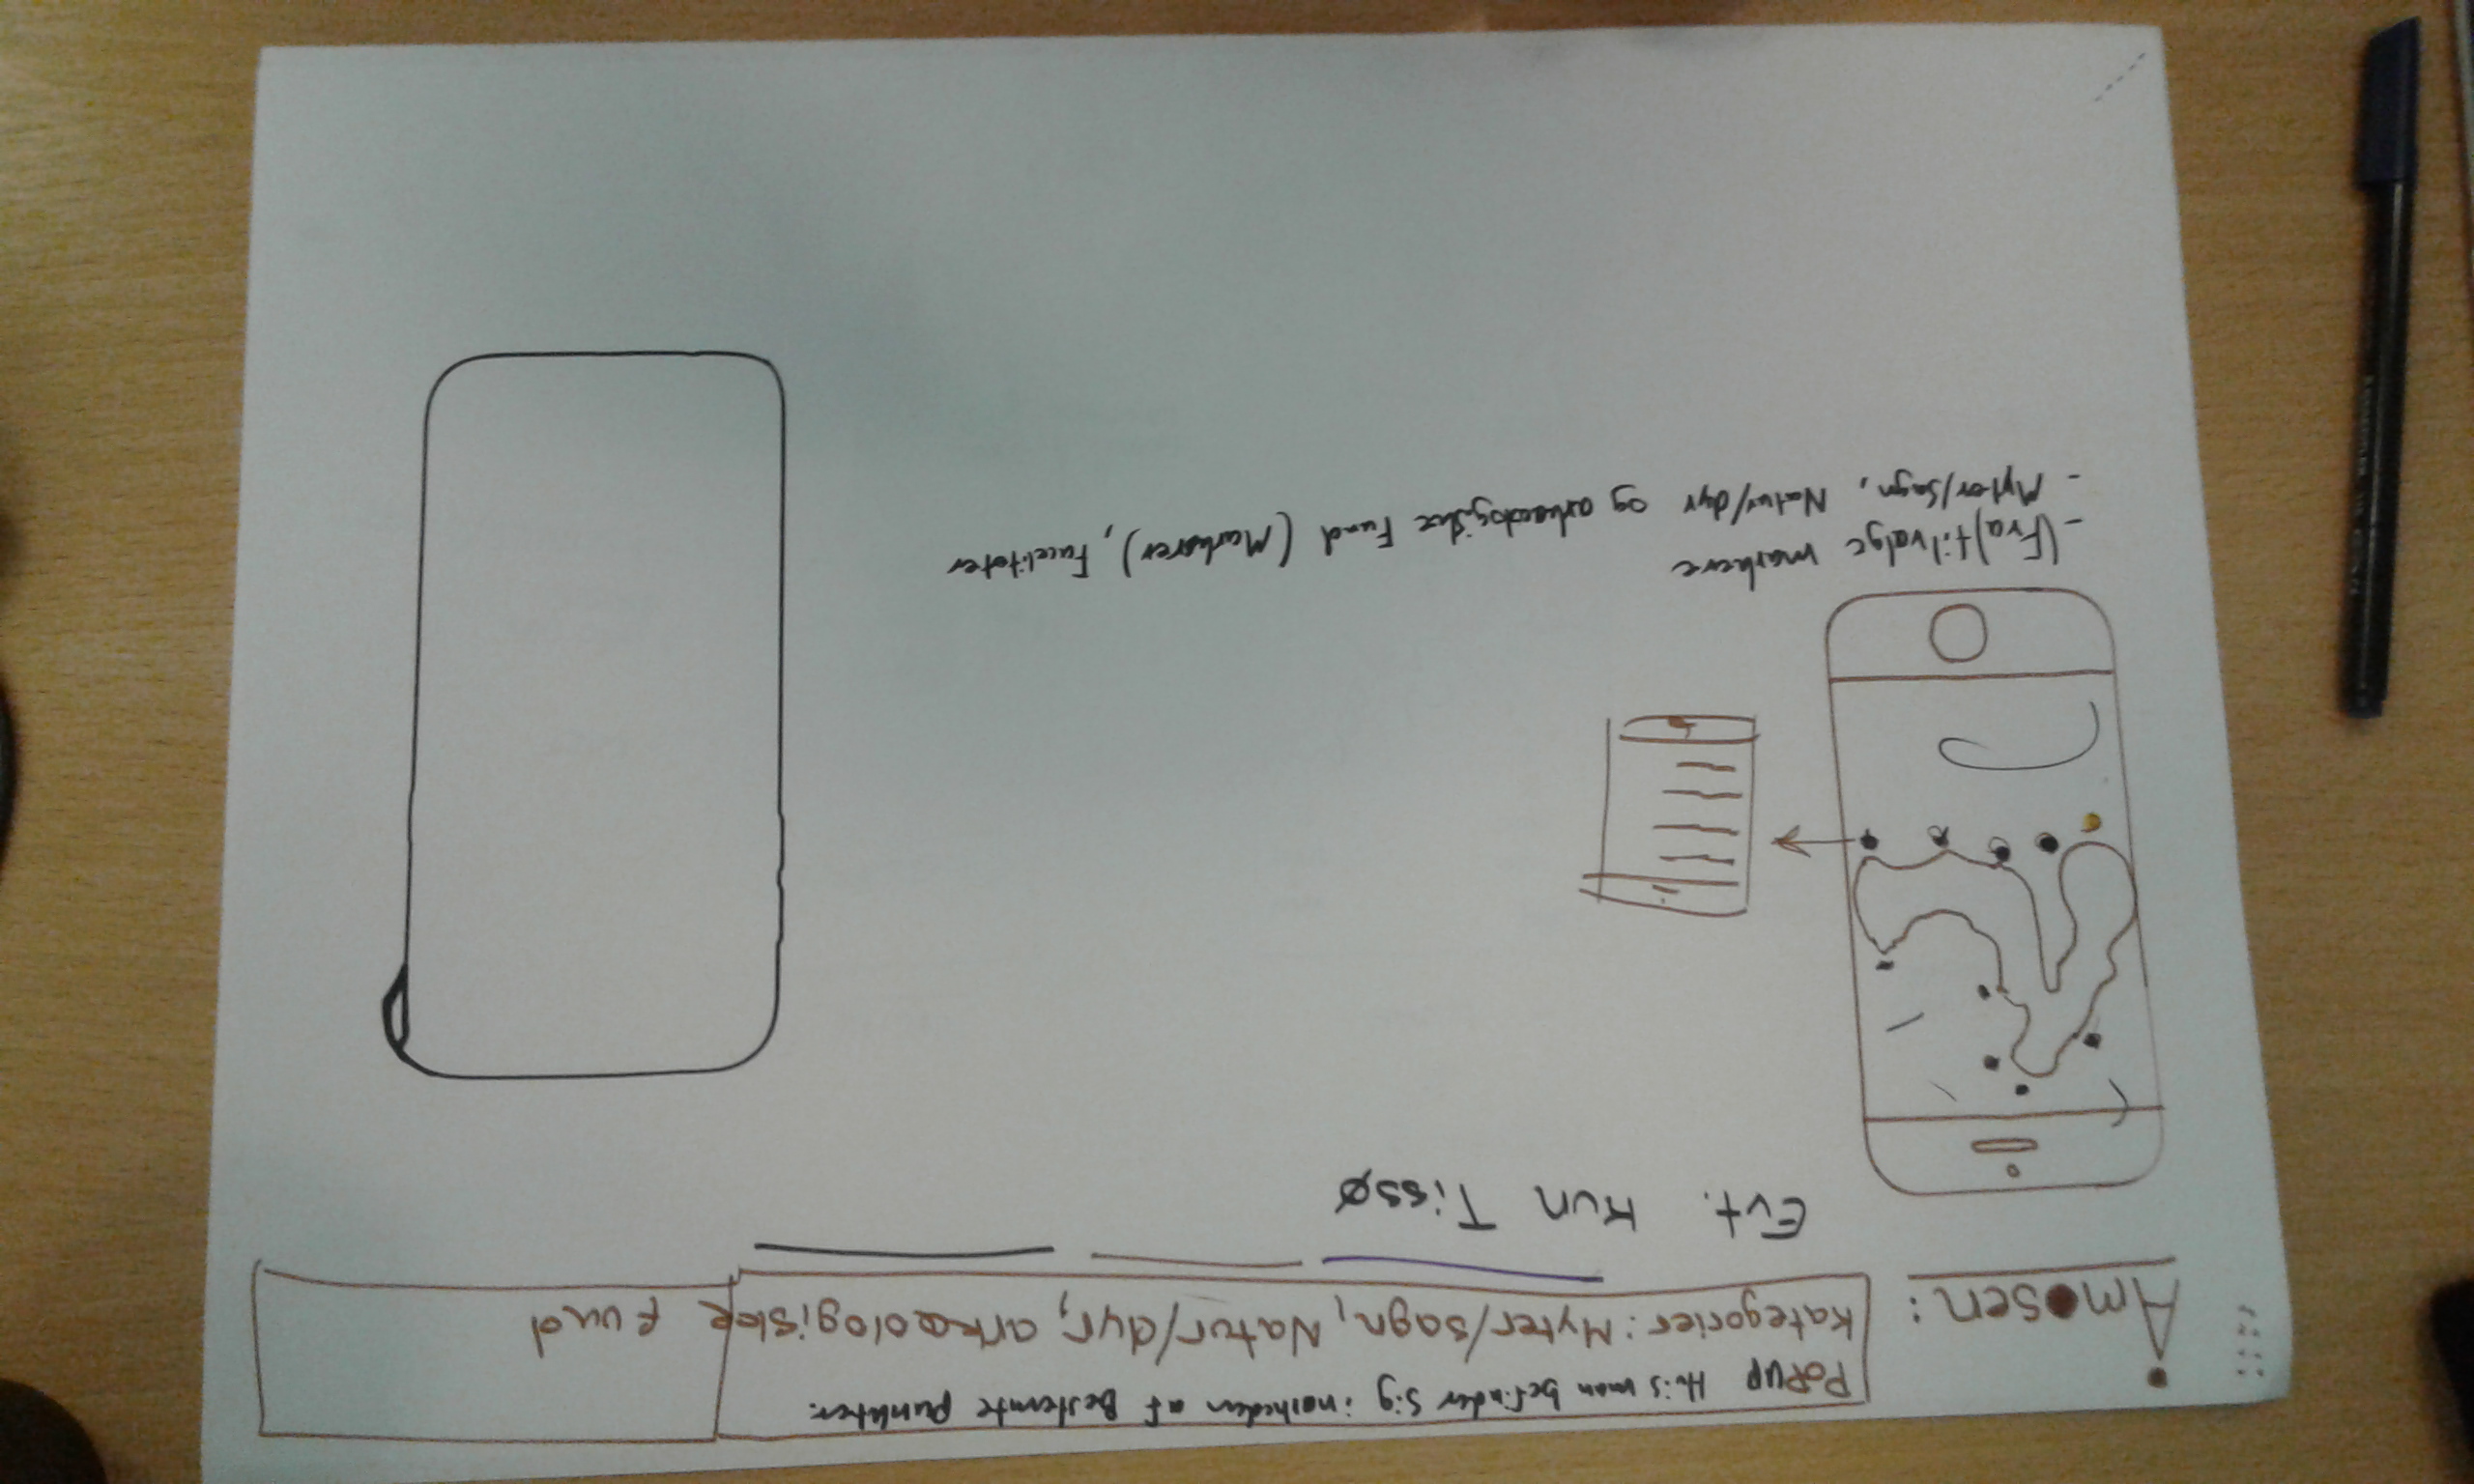 Åmosen:
POPUP Hvis man befinder sig i nærheden af Bestemte punkter.
Kategorier: Myter/sagn, Natur/dyr, arkæologiske fund
Evt. Kun Tissø
- (Fra)tilvælge markere
- Myter/Sagn, Natur/dyr og arkæologiske Fund (Markører), Faceliteter